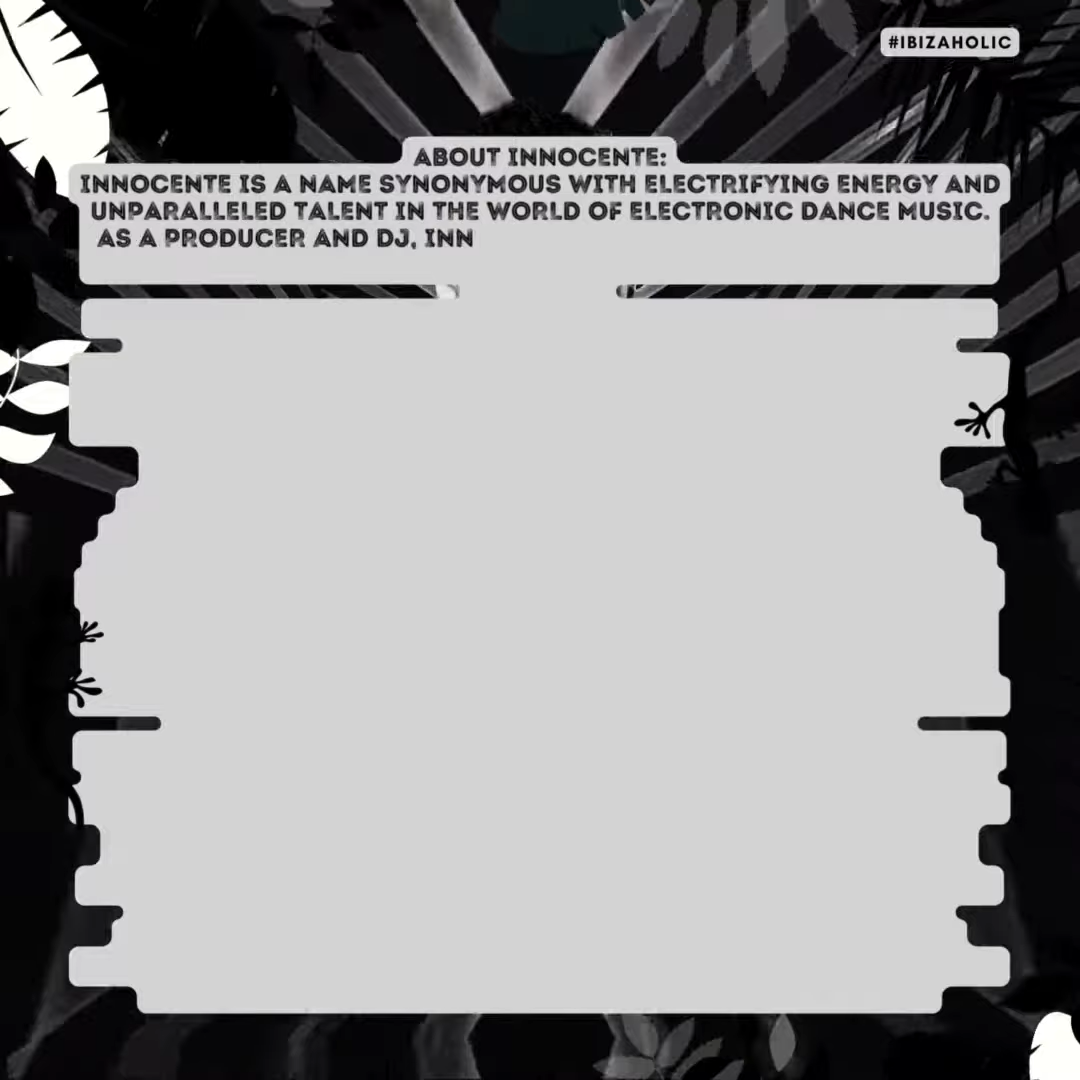 #IBIZAHOLIC
ABOUT INNOCENTE:
INNOCENTE IS A NAME SYNONYMOUS WITH ELECTRIFYING ENERGY AND
UNPARALLELED TALENT IN THE WORLD OF ELECTRONIC DANCE MUSIC.
AS A PRODUCER AND DJ, INN